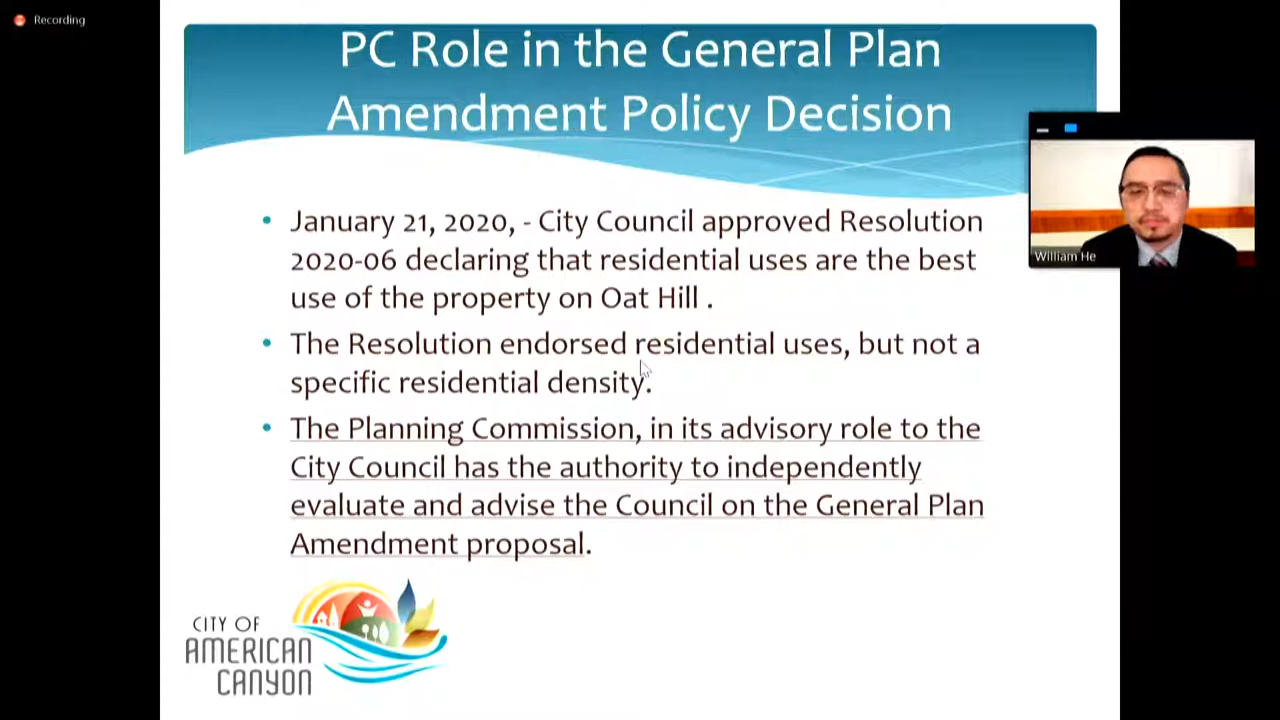 Recording
PC Role in the General Plan
Amendment Policy Decision
• January 21, 2020, - City Council approved Resolution
2020-06 declaring that residential uses are the best
use of the property on Oat Hill .
• The Resolution endorsed residential uses, but not a
specific residential density.
• The Planning Commission, in its advisory role to the
City Council has the authority to independently
evaluate and advise the Council on the General Plan
Amendment proposal.
William He
CITY OF
AMERICAN
CANYON